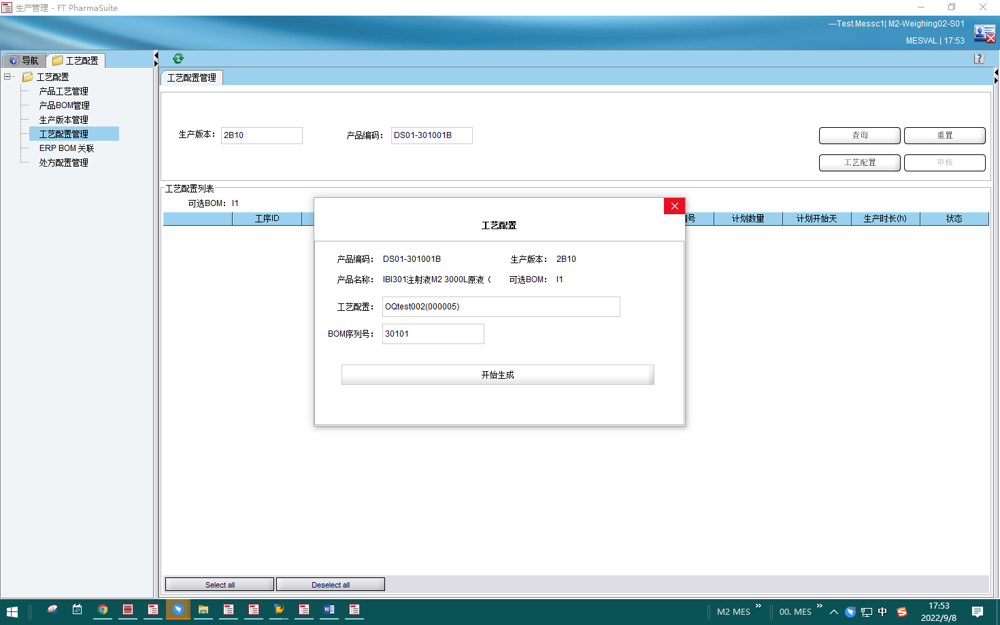 生产管理 - FT PharmaSuite
---Test.Messc1| M2-Weighing02-S01
MESVAL | 17:53
导航
工艺配置
工艺配置
产品工艺管理
产品BOM管理
生产版本管理
工艺配置管理
ERP BOM 关联
处方配置管理
?
工艺配置管理
生产版本： 2B10
产品编码： DS01-301001B
查询
重置
工艺配置
审核
工艺配置列表
可选BOM： I1
工序ID
号
计划数量
计划开始天
生产时长(h)
状态
工艺配置
产品编码： DS01-301001B
生产版本： 2B10
产品名称： IBI301注射液M2 3000L原液（
可选BOM： I1
工艺配置： OQtest002(000005)
BOM序列号： 30101
开始生成
Select all
Deselect all
M2 MES
00. MES
中
17:53
2022/9/8